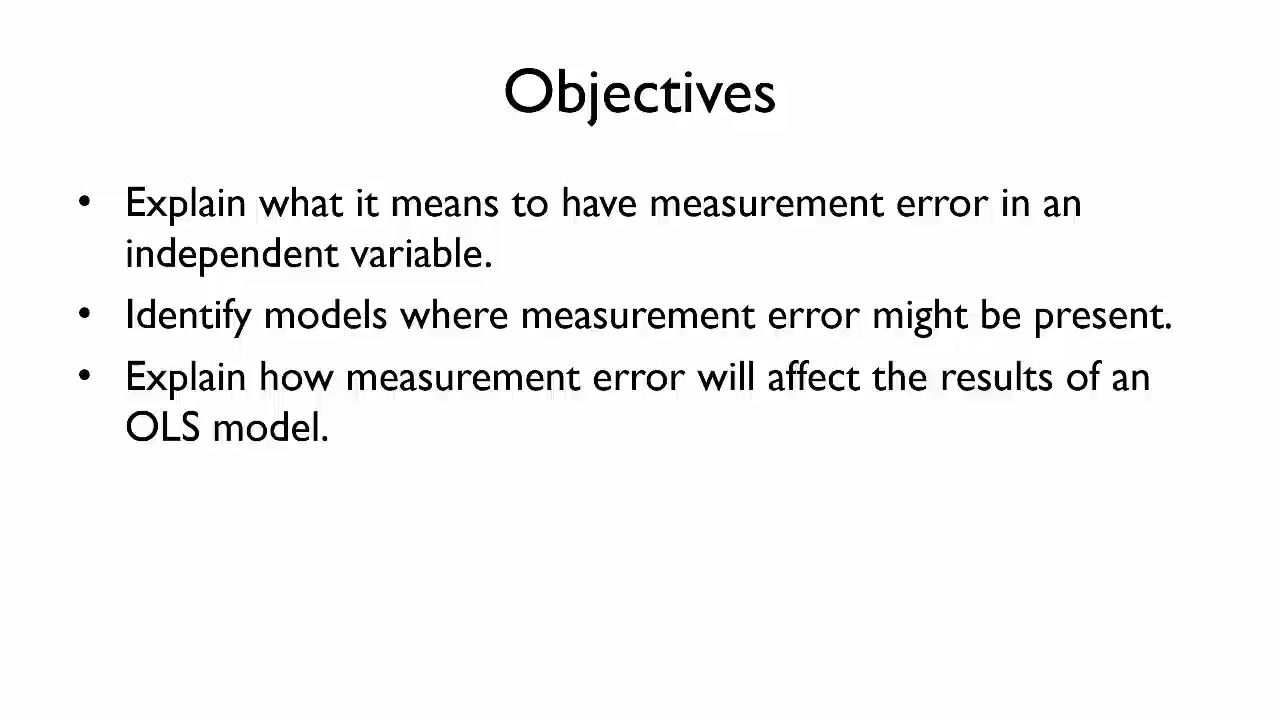 Objectives
• Explain what it means to have measurement error in an
independent variable.
• Identify models where measurement error might be present.
• Explain how measurement error will affect the results of an
OLS model.